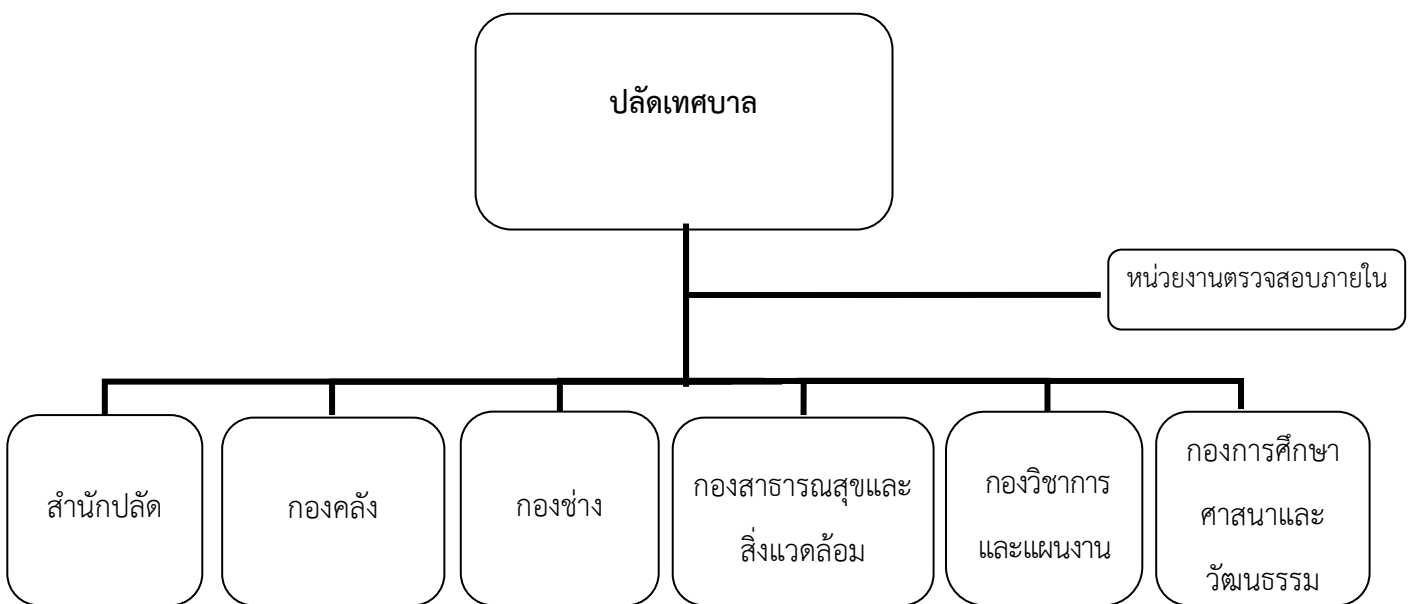 ปลัดเทศบาล
หน่วยงานตรวจสอบภายใน
สำนักปลัด
กองคลัง
กองช่าง
กองสาธารณสุขและ
สิ่งแวดล้อม
กองวิชาการ
และแผนงาน
กองการศึกษา
ศาสนาและ
วัฒนธรรม